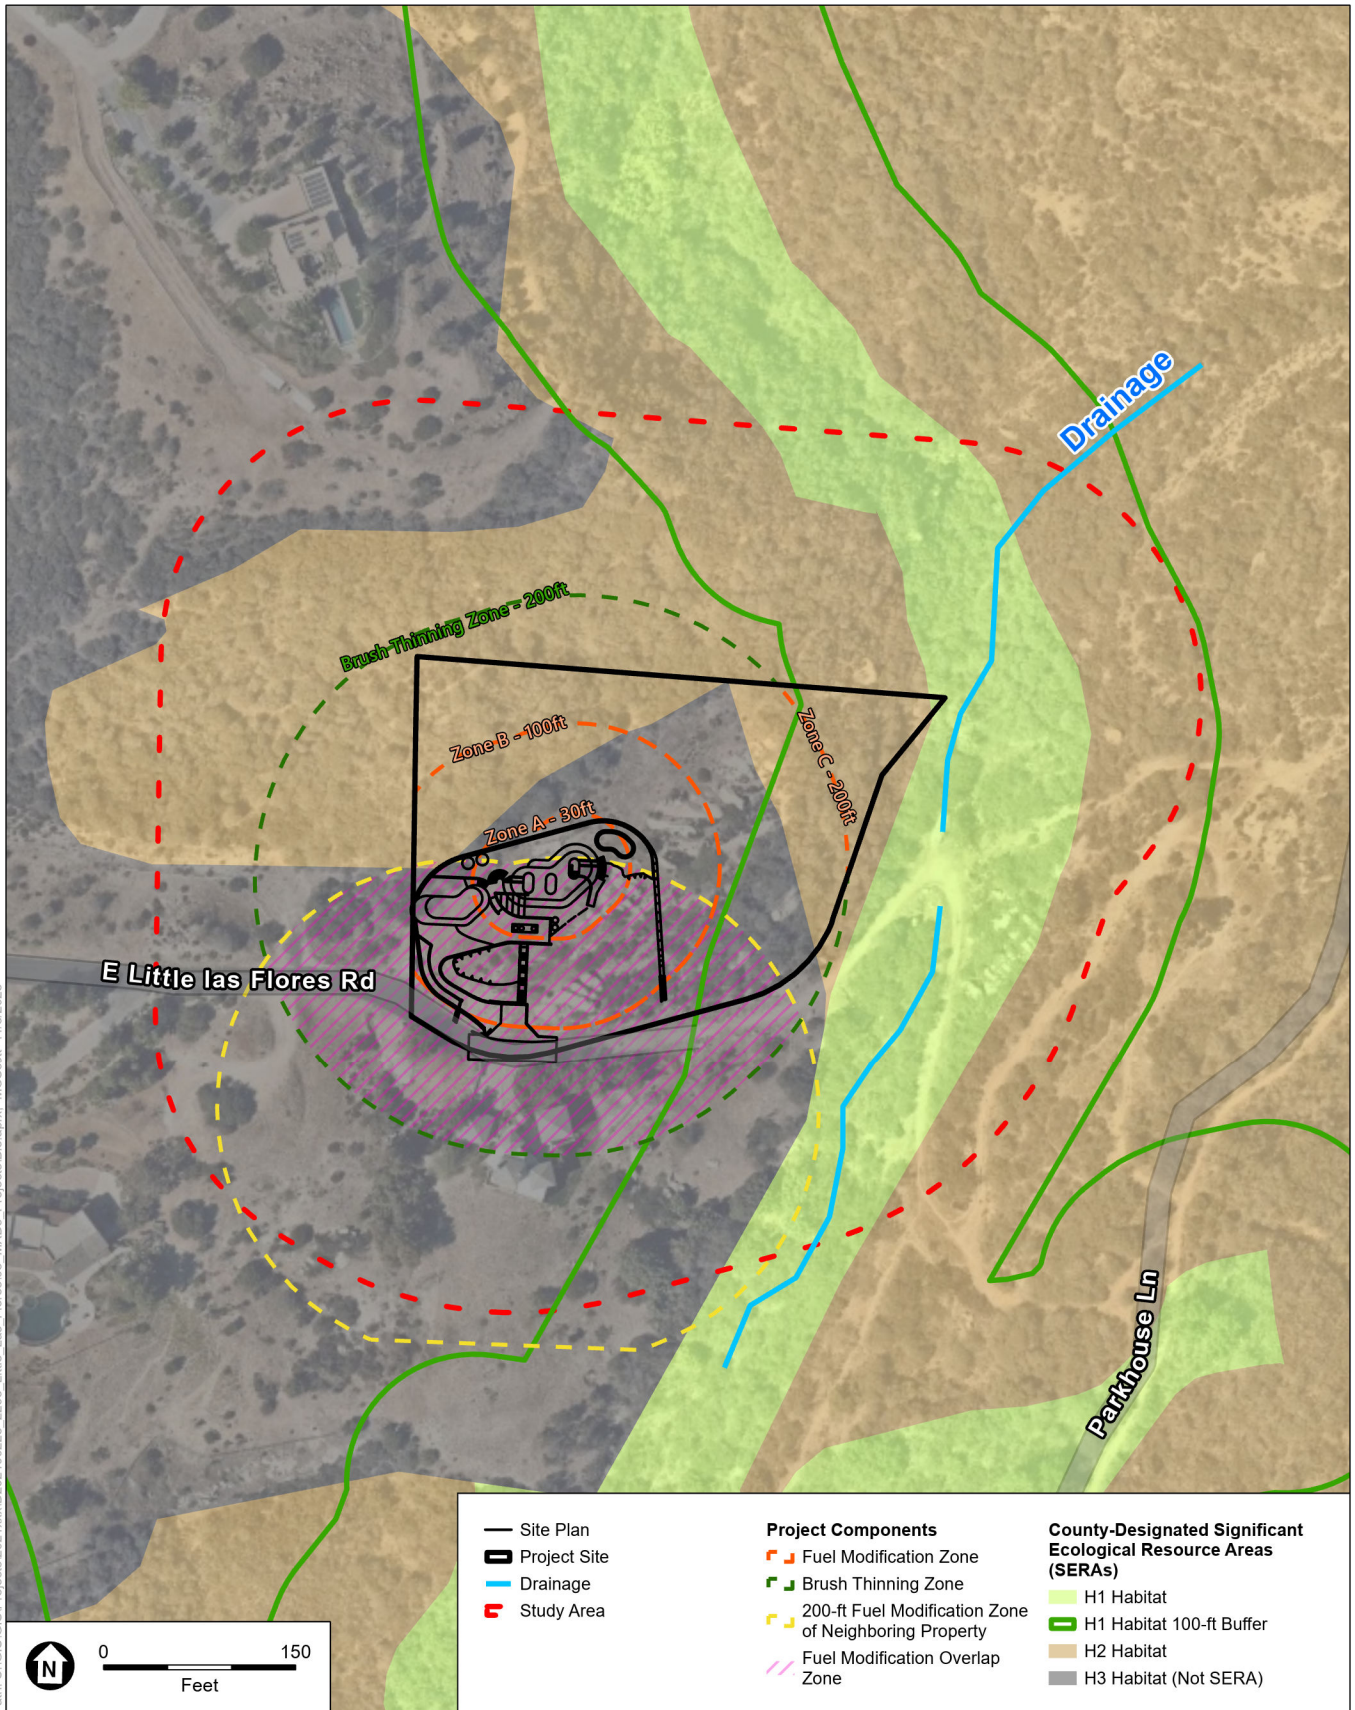 Drainage
Brush Thinning Zone - 200ft
Zone B - 100ft
Zone C - 200ft
Zone A - 30ft
E Little las Flores Rd
Parkhouse Ln
Site Plan
Project Site
Drainage
Study Area
Project Components
Fuel Modification Zone
Brush Thinning Zone
200-ft Fuel Modification Zone
of Neighboring Property
Fuel Modification Overlap
Zone
County-Designated Significant
Ecological Resource Areas
(SERAs)
H1 Habitat
H1 Habitat 100-ft Buffer
H2 Habitat
H3 Habitat (Not SERA)
N
0 150
Feet